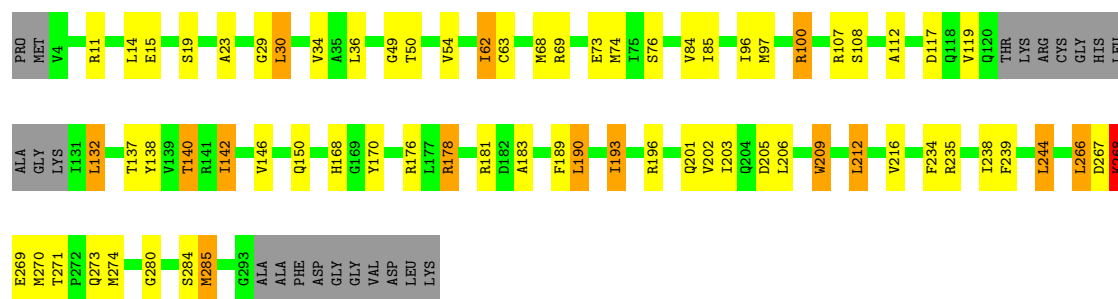 PRO MET V4 R11 L14 E15 S19 A23 G29 L30 V34 A35 L36 G49 T50 V54 I62 C63 M68 R69 E73 M74 I75 S76 V84 I85 I96 M97 R100 R107 S108 A112 D117 Q118 V119 Q120 THR LYS ARG CYS GLY HIS LEU
ALA GLY LYS I131 L132 T137 Y138 V139 T140 R141 I142 V146 Q150 H168 G169 Y170 R176 L177 R178 R181 D182 A183 F189 L190 I193 R196 Q201 V202 I203 Q204 D205 L206 W209 L212 V216 F234 R235 I238 F239 L244 L266 D267 K268
E269 M270 T271 P272 Q273 M274 G280 S284 M285 G293 ALA ALA PHE ASP GLY GLY VAL ASP LEU LYS